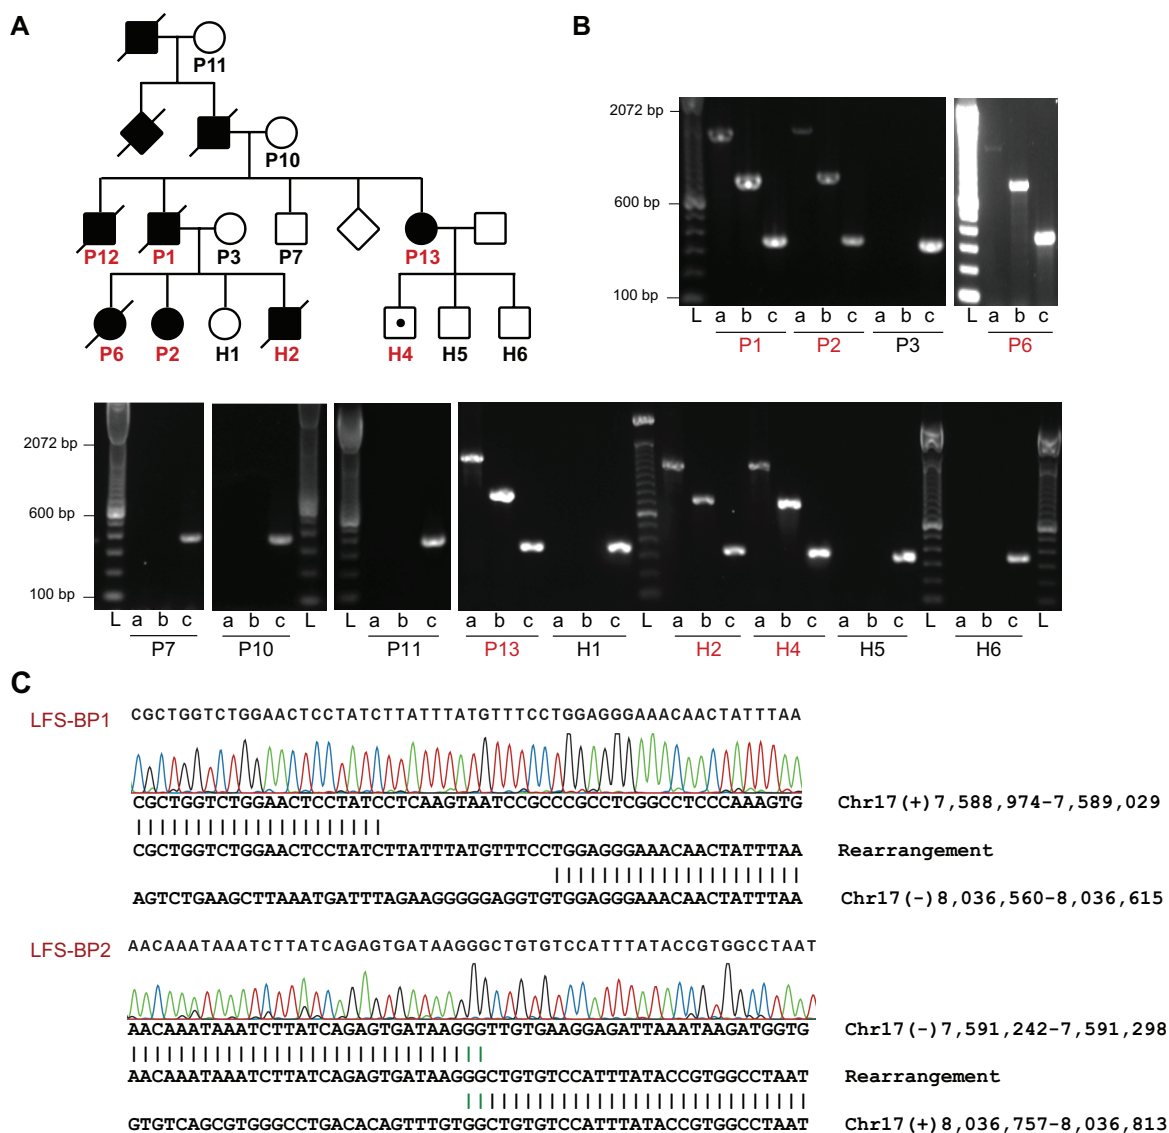 A
B
P11
P10
P12 P1 P3 P7 P13
P6 P2 H1 H2 H4 H5 H6
2072 bp
600 bp
100 bp
L a b c a b c a b c L a b c
P1 P2 P3 P6
2072 bp
600 bp
100 bp
L a b c a b c L L a b c a b c a b c L a b c a b c a b c L a b c L
P7 P10 P11 P13 H1 H2 H4 H5 H6
C
LFS-BP1 CGCTGGTCTGGAACTCCTATCTTATTTATGTTTCCTGGAGGGAAACAACTATTTAA
CGCTGGTCTGGAACTCCTATCCTCAAGTAATCCGCCCGCCTCGGCCTCCCAAAGTG Chr17(+)7,588,974-7,589,029
CGCTGGTCTGGAACTCCTATCTTATTTATGTTTCCTGGAGGGAAACAACTATTTAA Rearrangement
AGTCTGAAGCTTAAATGATTTAGAAGGGGGAGGTGTGGAGGGAAACAACTATTTAA Chr17(-)8,036,560-8,036,615
LFS-BP2 AACAAATAAATCTTATCAGAGTGATAAGGGCTGTGTCCATTTATACCGTGGCCTAAT
AACAAATAAATCTTATCAGAGTGATAAGGGTTGTGAAGGAGATTAAATAAGATGGTG Chr17(-)7,591,242-7,591,298
AACAAATAAATCTTATCAGAGTGATAAGGGCTGTGTCCATTTATACCGTGGCCTAAT Rearrangement
GTGTCAGCGTGGGCCTGACACAGTTTGTGGCTGTGTCCATTTATACCGTGGCCTAAT Chr17(+)8,036,757-8,036,813